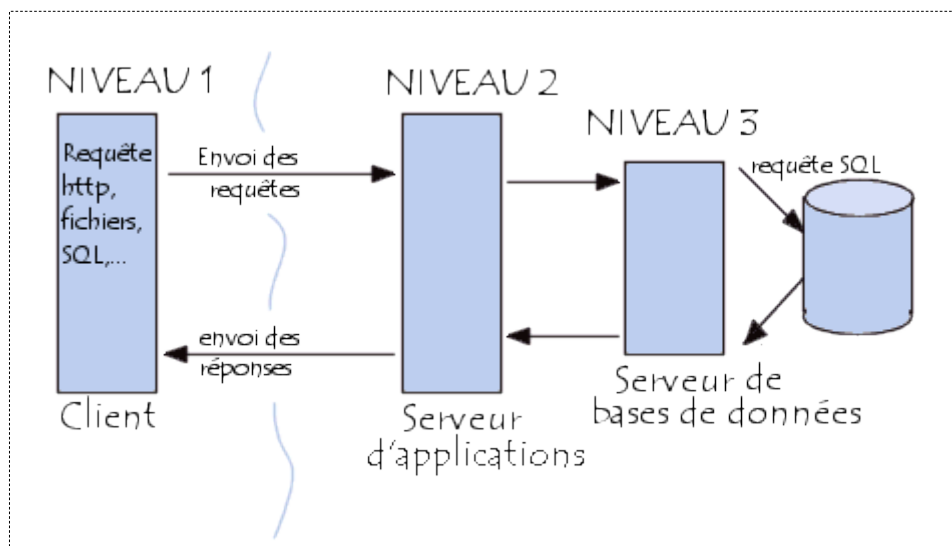 NIVEAU 1
NIVEAU 2
NIVEAU 3
Requête
http,
fichiers,
SQL,...
Envoi des
requêtes
requête SQL
envoi des
réponses
Client
Serveur
d'applications
Serveur de
bases de données